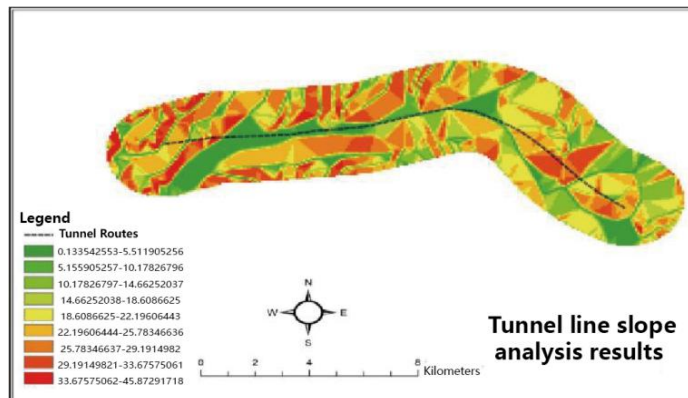 Legend
Tunnel Routes
0.133542553-5.511905256
5.155905257-10.17826796
10.17826797-14.66252037
14.66252038-18.6086625
18.6086625-22.19606443
22.19606444-25.78346636
25.78346637-29.1914982
29.19149821-33.67575061
33.67575062-45.87291718
N
W
E
S
0
2
4
8
Kilometers
Tunnel line slope
analysis results